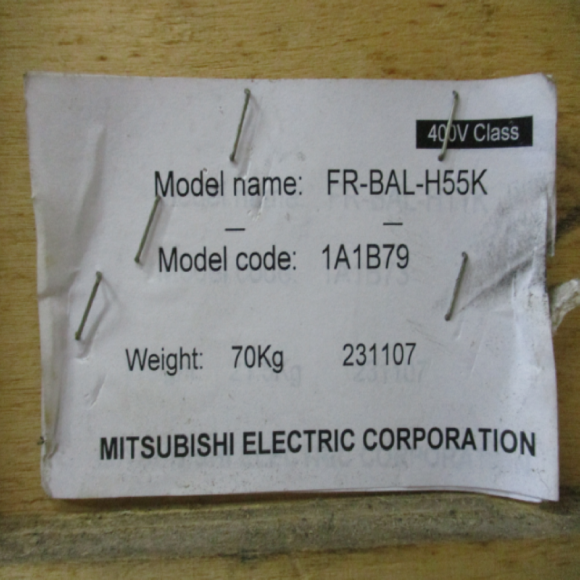 400V Class
Model name: FR-BAL-H55K
— —
Model code: 1A1B79
Weight: 70Kg 231107
MITSUBISHI ELECTRIC CORPORATION